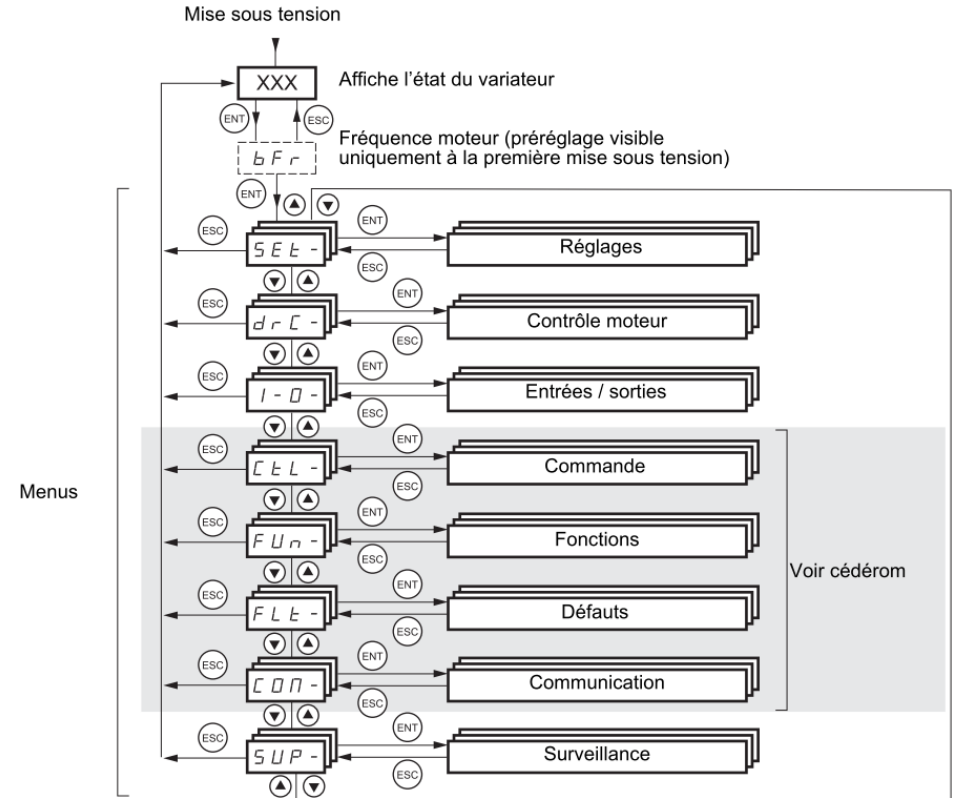 Mise sous tension
XXX
Affiche l'état du variateur
ENT
ESC
Fréquence moteur (préréglage visible
uniquement à la première mise sous tension)
bFr
ENT
ESC
SEt-
ENT
ESC
Réglages
ESC
drC-
ENT
ESC
Contrôle moteur
ESC
I-O-
ENT
ESC
Entrées / sorties
ESC
CtL-
ENT
ESC
Commande
Menus
ESC
FUn-
ENT
ESC
Fonctions
Voir cédérom
ESC
FLt-
ENT
ESC
Défauts
ESC
COM-
ENT
ESC
Communication
ESC
SUP-
ENT
ESC
Surveillance